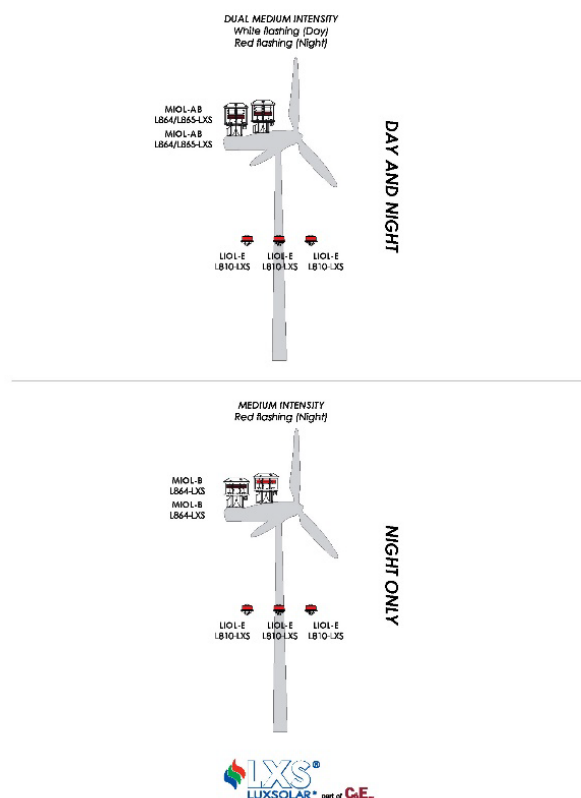 DUAL MEDIUM INTENSITY
White flashing (Day)
Red flashing (Night)
MIOL-AB
L864/L865-LXS
MIOL-AB
L864/L865-LXS
DAY AND NIGHT
LIOL-E LIOL-E LIOL-E
L810-LXS L810-LXS L810-LXS
MEDIUM INTENSITY
Red flashing (Night)
MIOL-B
L864-LXS
MIOL-B
L864-LXS
NIGHT ONLY
LIOL-E LIOL-E LIOL-E
L810-LXS L810-LXS L810-LXS
LXS®
LUXSOLAR® part of C&E